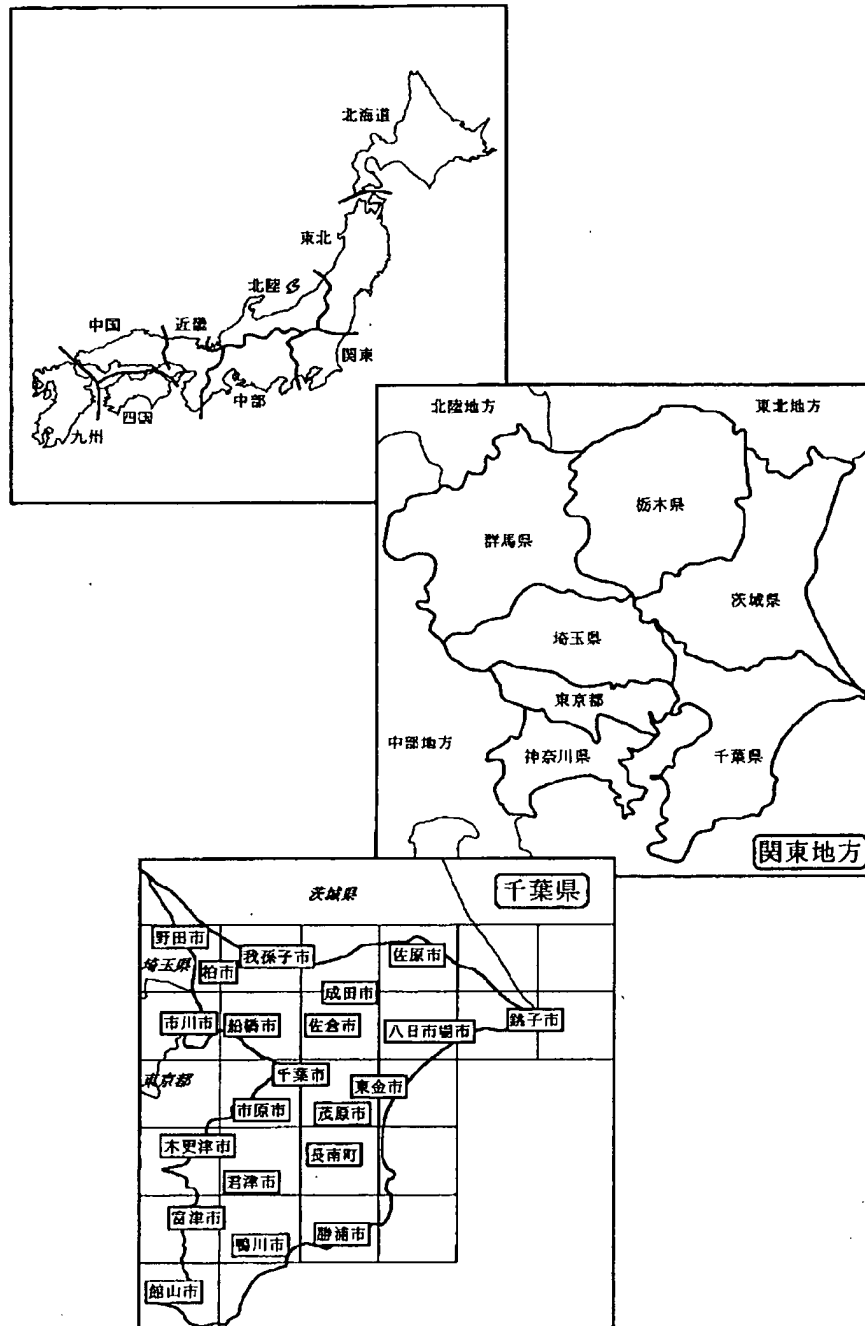 北海道
東北
北陸
中国
近畿
関東
中部
四国
九州
北陸地方
東北地方
栃木県
群馬県
茨城県
埼玉県
東京都
中部地方
神奈川県
千葉県
関東地方
千葉県
茨城県
野田市
我孫子市
佐原市
埼玉県
柏市
成田市
市川市
船橋市
佐倉市
八日市場市
銚子市
東京都
千葉市
東金市
市原市
茂原市
木更津市
長南町
君津市
富津市
勝浦市
鴨川市
館山市